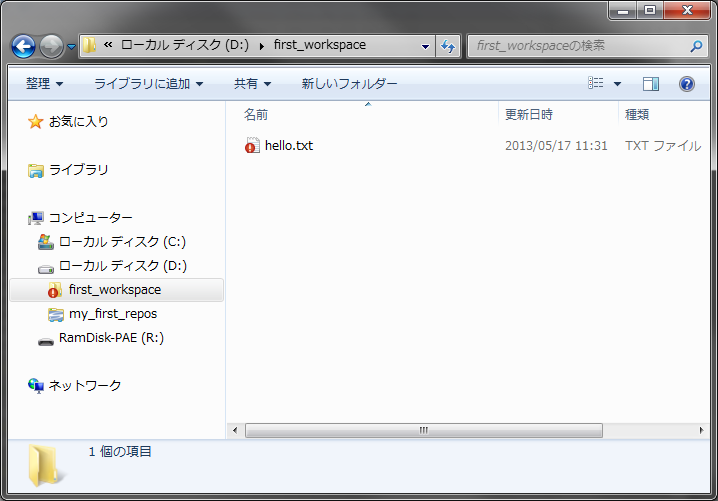 « ローカル ディスク (D:) ▸ first_workspace
first_workspaceの検索
整理 ライブラリに追加 共有 新しいフォルダー
名前 更新日時 種類
hello.txt 2013/05/17 11:31 TXT ファイル
お気に入り
ライブラリ
コンピューター
ローカル ディスク (C:)
ローカル ディスク (D:)
first_workspace
my_first_repos
RamDisk-PAE (R:)
ネットワーク
1 個の項目